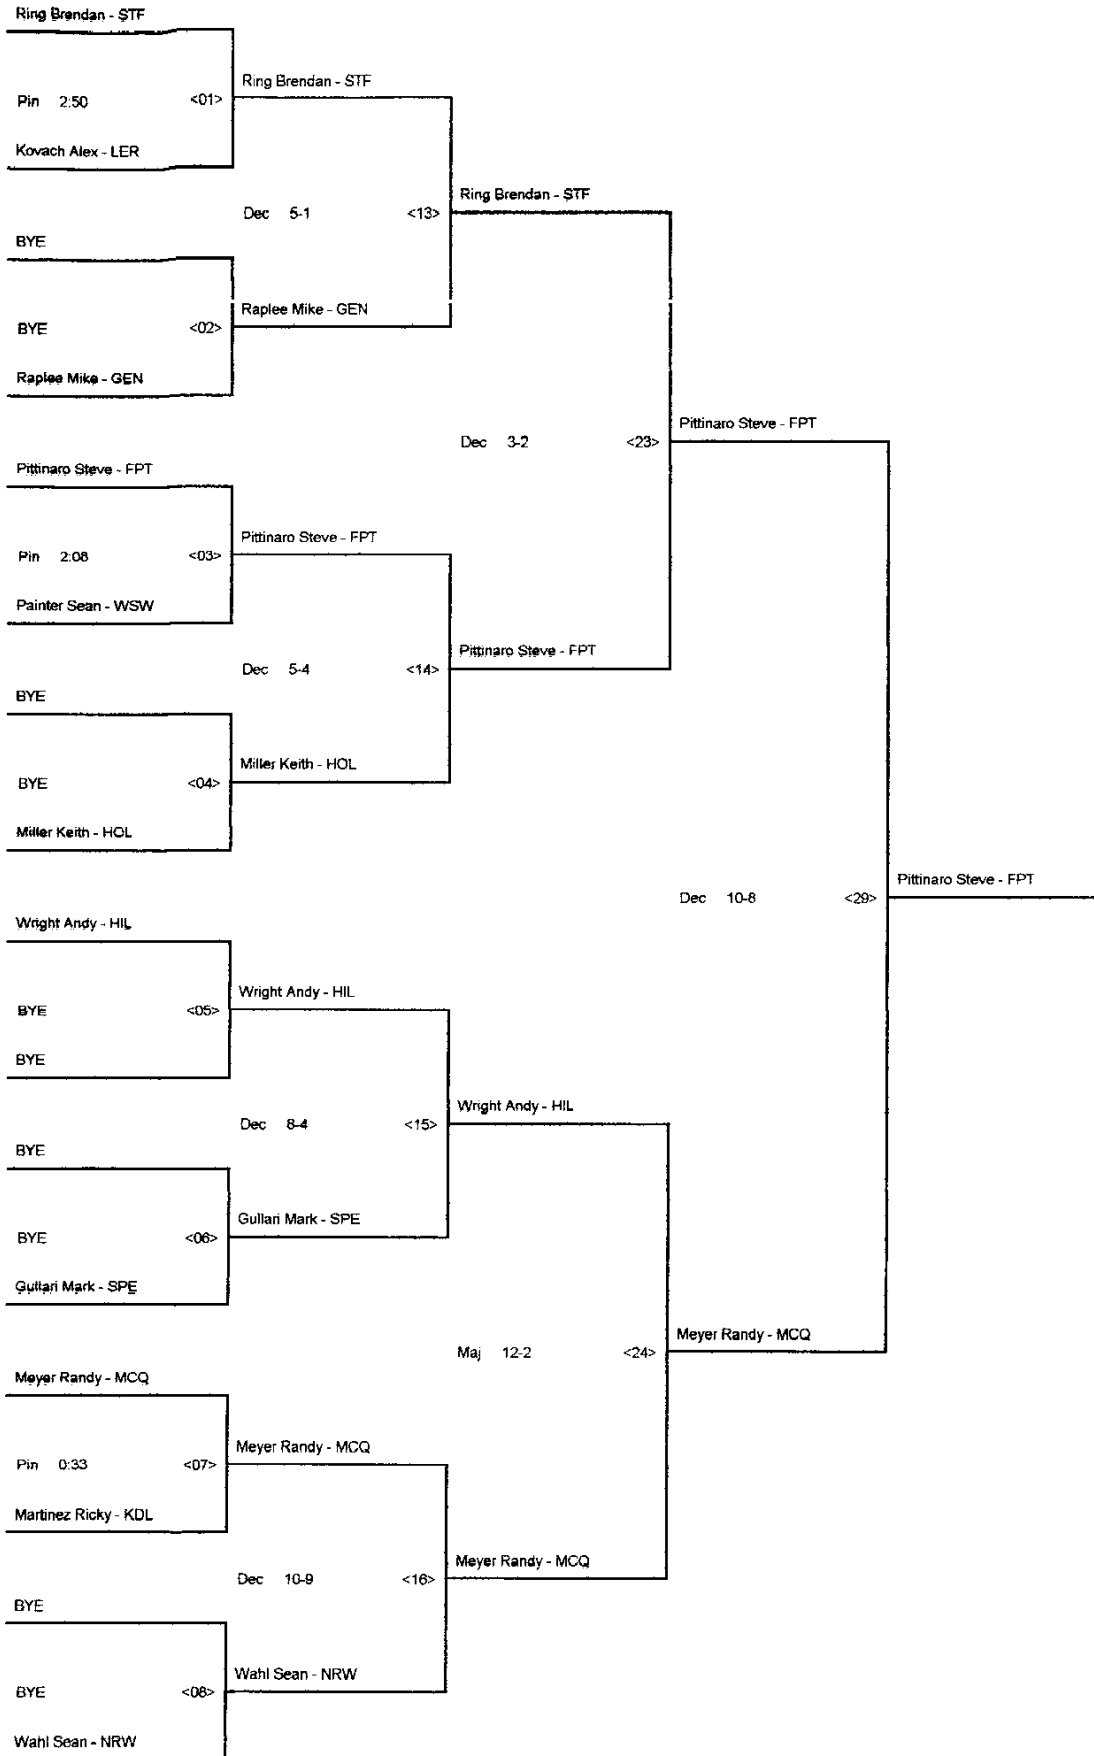 Ring Brendan - STF
Ring Brendan - STF
Pin 2:50 <01>
Kovach Alex - LER
Ring Brendan - STF
Dec 5-1 <13>
BYE
Raplee Mike - GEN
BYE <02>
Raplee Mike - GEN
Pittinaro Steve - FPT
Dec 3-2 <23>
Pittinaro Steve - FPT
Pittinaro Steve - FPT
Pin 2:08 <03>
Painter Sean - WSW
Pittinaro Steve - FPT
Dec 5-4 <14>
BYE
Miller Keith - HOL
BYE <04>
Miller Keith - HOL
Pittinaro Steve - FPT
Dec 10-8 <29>
Wright Andy - HIL
Wright Andy - HIL
BYE <05>
BYE
Wright Andy - HIL
Dec 8-4 <15>
BYE
Gullari Mark - SPE
BYE <06>
Gullari Mark - SPE
Meyer Randy - MCQ
Maj 12-2 <24>
Meyer Randy - MCQ
Meyer Randy - MCQ
Pin 0:33 <07>
Martinez Ricky - KDL
Meyer Randy - MCQ
Dec 10-9 <16>
BYE
Wahl Sean - NRW
BYE <08>
Wahl Sean - NRW